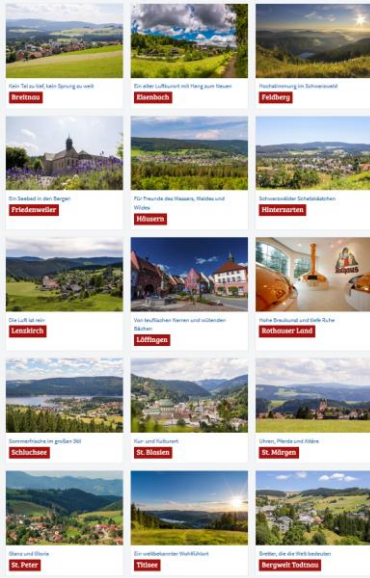 Kein Tal zu tief, kein Sprung zu weit
Breitnau
Ein alter Luftkurort mit Hang zum Neuen
Eisenbach
Hochstimmung im Schwarzwald
Feldberg
Ein Seebad in den Bergen
Friedenweiler
Für Freunde des Wassers, Waldes und
Wildes
Häusern
Schwarzwälder Schatzkästchen
Hinterzarten
Die Luft ist rein
Lenzkirch
Von teuflischen Narren und wütenden
Bächen
Löffingen
Hohe Braukunst und tiefe Ruhe
Rothauser Land
Sommerfrische im großen Stil
Schluchsee
Kur- und Kulturort
St. Blasien
Uhren, Pferde und Altäre
St. Märgen
Glanz und Gloria
St. Peter
Ein weltbekannter Wohlfühlort
Titisee
Bretter, die die Welt bedeuten
Bergwelt Todtnau